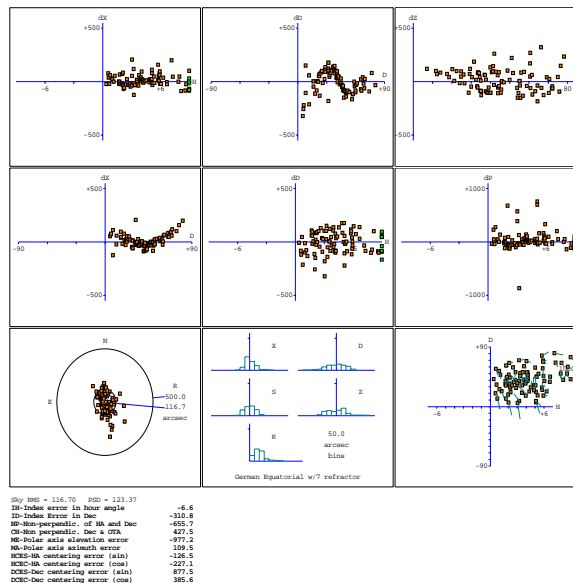 dX
+500
-6
+6
H
-500
dD
+500
-90
D
+90
-500
dZ
+500
80
-500
dX
+500
-90
D
+90
-500
dD
+500
-6
+6
H
-500
dP
+1000
-6
+6
-1000
N
E
R
500.0
116.7
arcsec
X
D
S
Z
R
50.0
arcsec
bins
German Equatorial w/7 refractor
D
+90
-6
+6
H
-90
Sky RMS = 116.70 PSD = 123.37
IH-Index error in hour angle -6.6
ID-Index Error in Dec -310.8
NP-Non-perpendic. of HA and Dec -655.7
CH-Non perpendic. Dec & OTA 427.5
ME-Polar axis elevation error -977.2
MA-Polar axis azimuth error 109.5
HCES-HA centering error (sin) -126.5
HCEC-HA centering error (cos) -227.1
DCES-Dec centering error (sin) 877.5
DCEC-Dec centering error (cos) 385.6